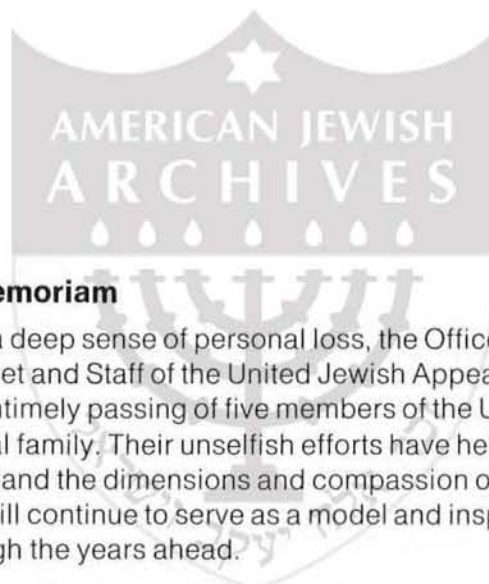 AMERICAN JEWISH
ARCHIVES
emoriam
a deep sense of personal loss, the Office
et and Staff of the United Jewish Appea
ntimely passing of five members of the U
al family. Their unselfish efforts have he
and the dimensions and compassion o
ill continue to serve as a model and insp
gh the years ahead.